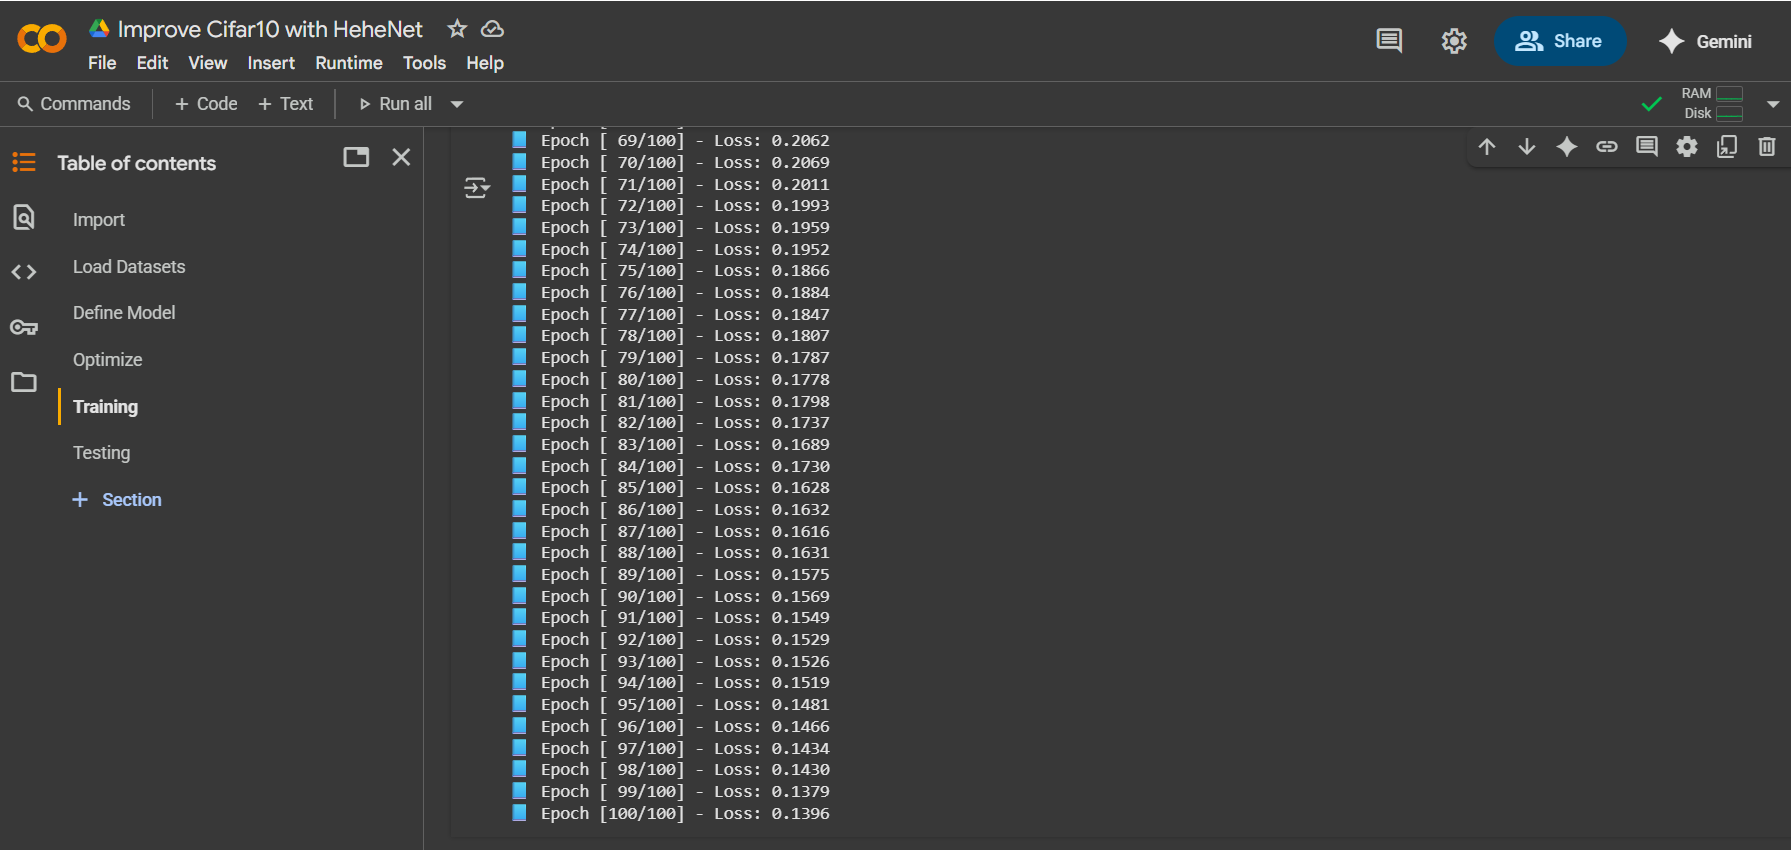 Improve Cifar10 with HeheNet
File Edit View Insert Runtime Tools Help
Share
Gemini
Commands + Code + Text Run all
RAM
Disk
Table of contents
Import
Load Datasets
Define Model
Optimize
Training
Testing
+ Section
Epoch [ 69/100] - Loss: 0.2062
Epoch [ 70/100] - Loss: 0.2069
Epoch [ 71/100] - Loss: 0.2011
Epoch [ 72/100] - Loss: 0.1993
Epoch [ 73/100] - Loss: 0.1959
Epoch [ 74/100] - Loss: 0.1952
Epoch [ 75/100] - Loss: 0.1866
Epoch [ 76/100] - Loss: 0.1884
Epoch [ 77/100] - Loss: 0.1847
Epoch [ 78/100] - Loss: 0.1807
Epoch [ 79/100] - Loss: 0.1787
Epoch [ 80/100] - Loss: 0.1778
Epoch [ 81/100] - Loss: 0.1798
Epoch [ 82/100] - Loss: 0.1737
Epoch [ 83/100] - Loss: 0.1689
Epoch [ 84/100] - Loss: 0.1730
Epoch [ 85/100] - Loss: 0.1628
Epoch [ 86/100] - Loss: 0.1632
Epoch [ 87/100] - Loss: 0.1616
Epoch [ 88/100] - Loss: 0.1631
Epoch [ 89/100] - Loss: 0.1575
Epoch [ 90/100] - Loss: 0.1569
Epoch [ 91/100] - Loss: 0.1549
Epoch [ 92/100] - Loss: 0.1529
Epoch [ 93/100] - Loss: 0.1526
Epoch [ 94/100] - Loss: 0.1519
Epoch [ 95/100] - Loss: 0.1481
Epoch [ 96/100] - Loss: 0.1466
Epoch [ 97/100] - Loss: 0.1434
Epoch [ 98/100] - Loss: 0.1430
Epoch [ 99/100] - Loss: 0.1379
Epoch [100/100] - Loss: 0.1396